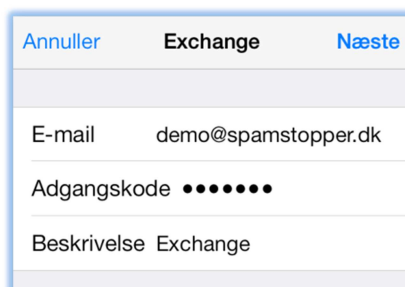 Annuller Exchange Næste
E-mail demo@spamstopper.dk
Adgangskode •••••••
Beskrivelse Exchange